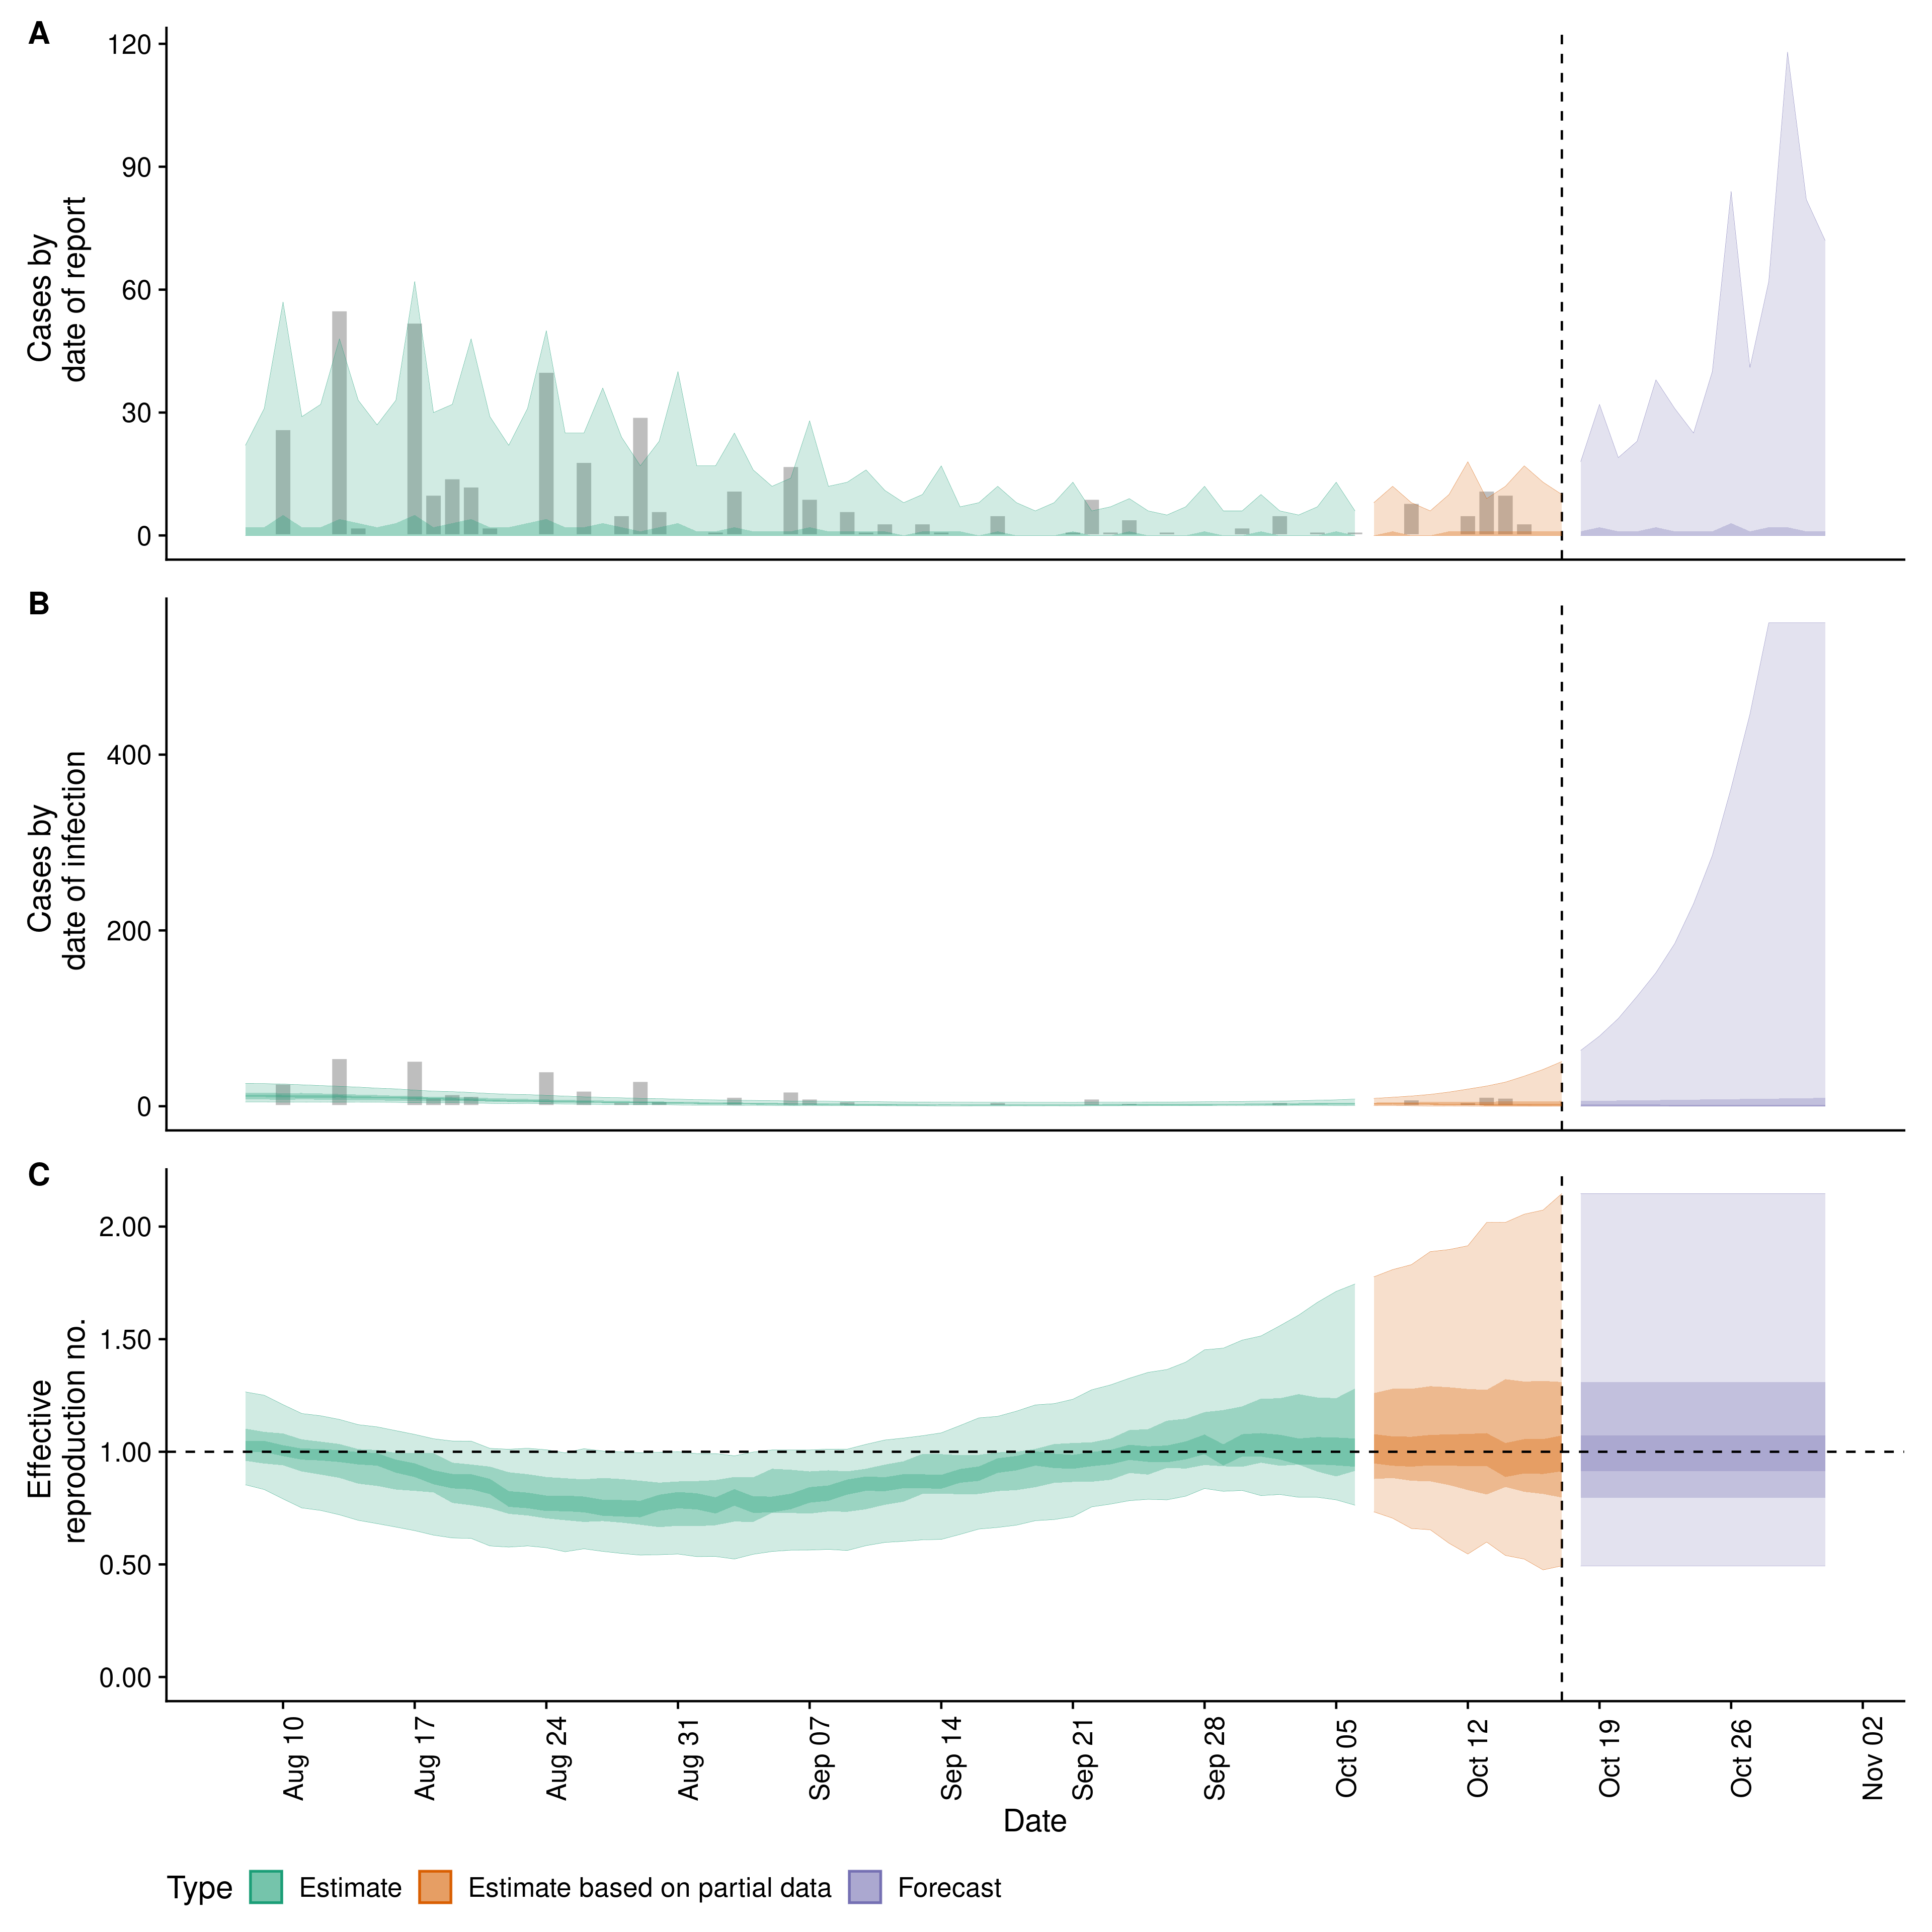 A
120
90
60
30
0
Cases by
date of report
B
400
200
0
Cases by
date of infection
C
2.00
1.50
1.00
0.50
0.00
Effective
reproduction no.
Aug 10
Aug 17
Aug 24
Aug 31
Sep 07
Sep 14
Sep 21
Sep 28
Oct 05
Oct 12
Oct 19
Oct 26
Nov 02
Date
Type Estimate Estimate based on partial data Forecast